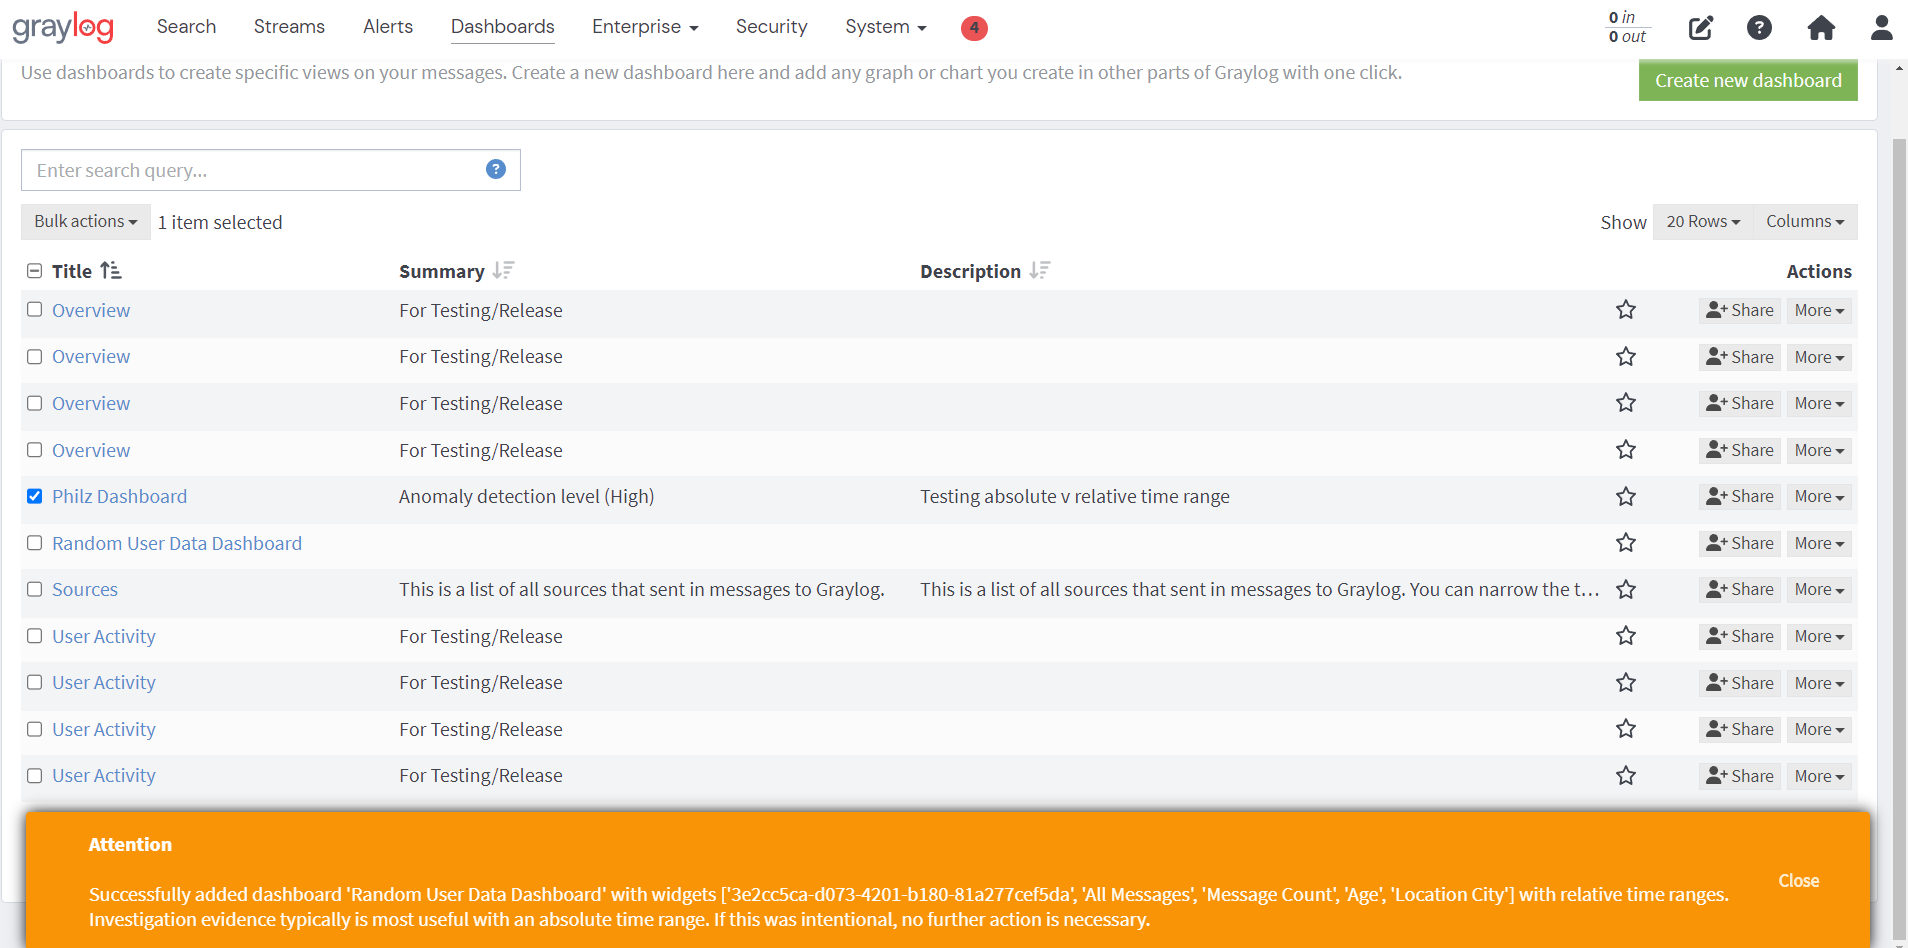 graylog Search Streams Alerts Dashboards Enterprise Security System 4 0 in
0 out
Use dashboards to create specific views on your messages. Create a new dashboard here and add any graph or chart you create in other parts of Graylog with one click. Create new dashboard
Enter search query... ?
Bulk actions 1 item selected Show 20 Rows Columns
Title Summary Description Actions
Overview For Testing/Release Share More
Overview For Testing/Release Share More
Overview For Testing/Release Share More
Overview For Testing/Release Share More
Philz Dashboard Anomaly detection level (High) Testing absolute v relative time range Share More
Random User Data Dashboard Share More
Sources This is a list of all sources that sent in messages to Graylog. This is a list of all sources that sent in messages to Graylog. You can narrow the t... Share More
User Activity For Testing/Release Share More
User Activity For Testing/Release Share More
User Activity For Testing/Release Share More
User Activity For Testing/Release Share More
Attention
Close
Successfully added dashboard 'Random User Data Dashboard' with widgets ['3e2cc5ca-d073-4201-b180-81a277cef5da', 'All Messages', 'Message Count', 'Age', 'Location City'] with relative time ranges.
Investigation evidence typically is most useful with an absolute time range. If this was intentional, no further action is necessary.